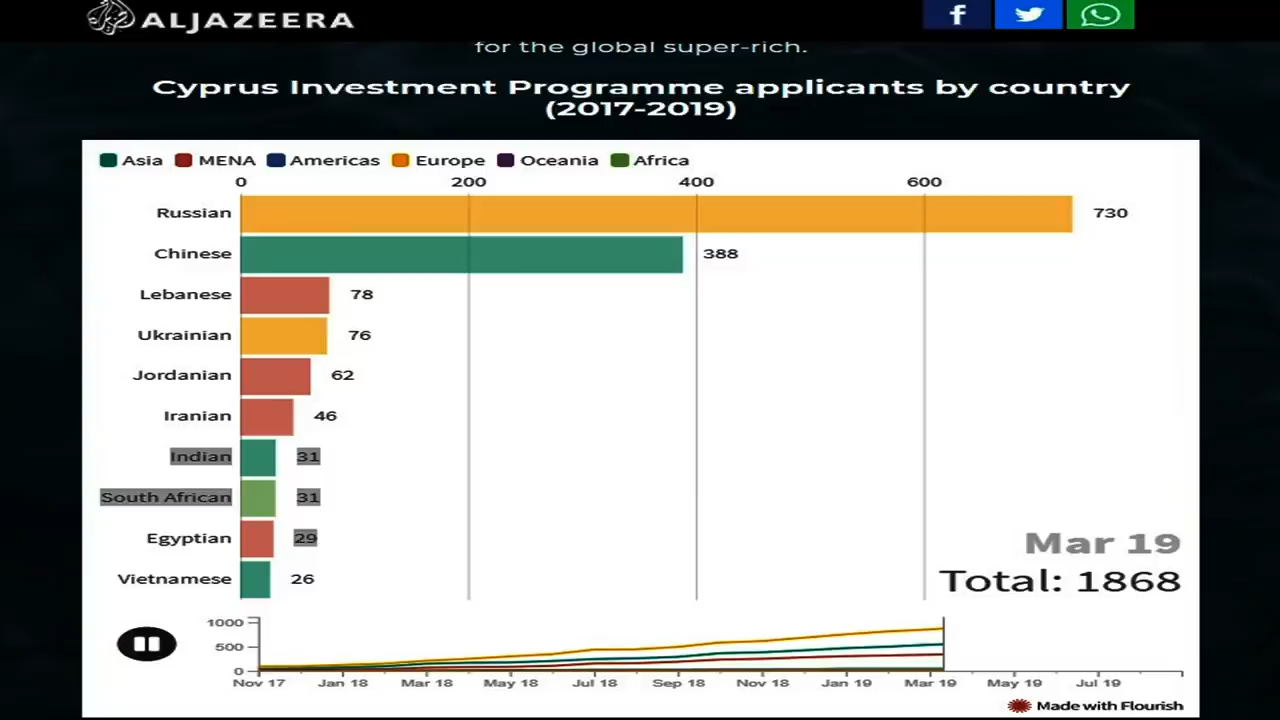 ALJAZEERA
for the global super-rich.
Cyprus Investment Programme applicants by country
(2017-2019)
Asia MENA Americas Europe Oceania Africa
0 200 400 600
Russian 730
Chinese 388
Lebanese 78
Ukrainian 76
Jordanian 62
Iranian 46
Indian 31
South African 31
Egyptian 29
Vietnamese 26
Mar 19
Total: 1868
1000
500
0
Nov 17 Jan 18 Mar 18 May 18 Jul 18 Sep 18 Nov 18 Jan 19 Mar 19 May 19 Jul 19
Made with Flourish